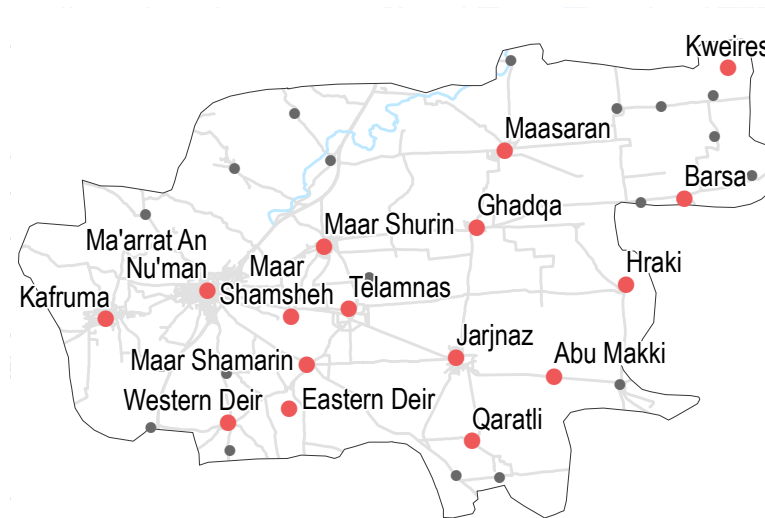 Kweires
Maasaran
Barsa
Ghadqa
Maar Shurin
Ma'arrat An
Nu'man
Maar
Shamsheh
Hraki
Kafruma
Telamnas
Jarjnaz
Maar Shamarin
Abu Makki
Western Deir
Eastern Deir
Qaratli